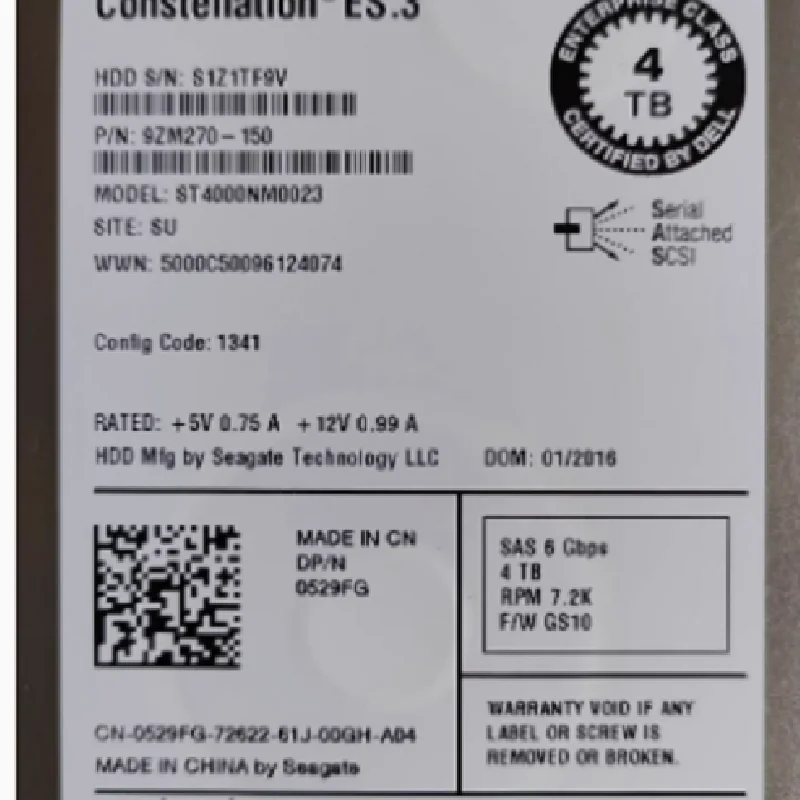 Constellation ES.3
HDD S/N: S1Z1TF9V
P/N: 9ZM270-150
MODEL: ST4000NM0023
SITE: SU
WWN: 5000C50096124074
Config Code: 1341
RATED: +5V 0.75 A +12V 0.99 A
HDD Mfg by Seagate Technology LLC
DOM: 01/2016
ENTERPRISE CLASS
4
TB
CERTIFIED BY DELL
Serial
Attached
SCSI
MADE IN CN
DP/N
0529FG
SAS 6 Gbps
4 TB
RPM 7.2K
F/W GS10
CN-0529FG-72622-61J-00GH-A04
MADE IN CHINA by Seagate
WARRANTY VOID IF ANY
LABEL OR SCREW IS
REMOVED OR BROKEN.